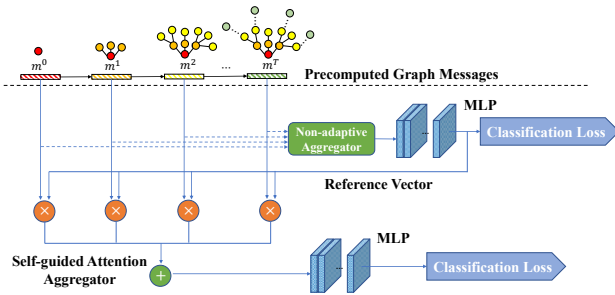 m⁰ m¹ m² ... mᵀ
Precomputed Graph Messages
MLP
Non-adaptive
Aggregator
...
Classification Loss
Reference Vector
× × × ×
MLP
Self-guided Attention
Aggregator
+
...
Classification Loss